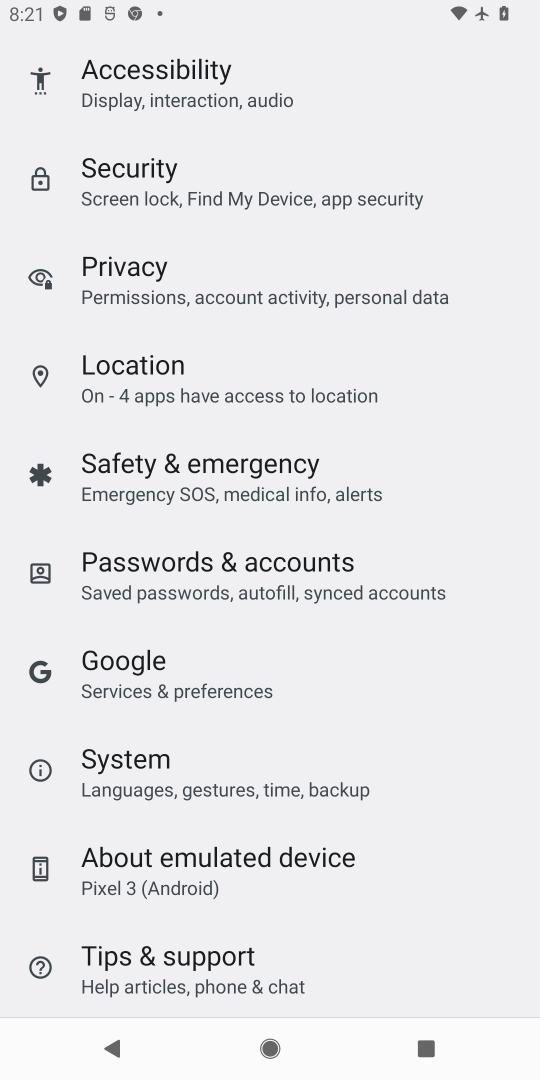 8:21
Accessibility
Display, interaction, audio
Security
Screen lock, Find My Device, app security
Privacy
Permissions, account activity, personal data
Location
On - 4 apps have access to location
Safety & emergency
Emergency SOS, medical info, alerts
Passwords & accounts
Saved passwords, autofill, synced accounts
Google
Services & preferences
System
Languages, gestures, time, backup
About emulated device
Pixel 3 (Android)
Tips & support
Help articles, phone & chat